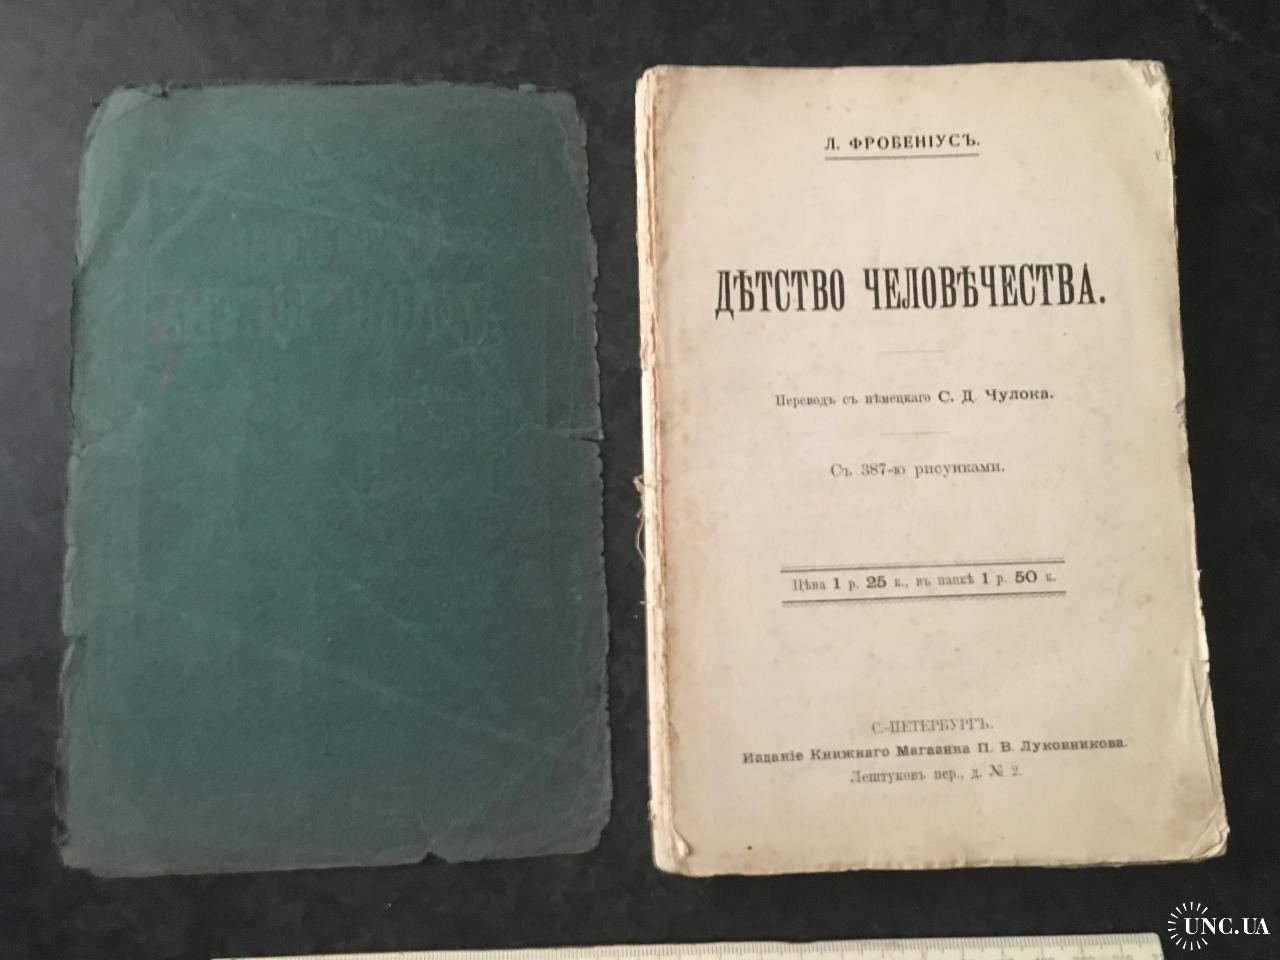 Л. ФРОБЕНІУСЪ.
ДѢТСТВО ЧЕЛОВѢЧЕСТВА.
Переводъ съ нѣмецкаго С. Д. Чулока.
Съ 387-ю рисунками.
Цѣна 1 р. 25 к., въ папкѣ 1 р. 50 к.
С.-ПЕТЕРБУРГЪ.
Изданіе Книжнаго Магазина П. В. Луковникова.
Лештуковъ пер., д. № 2.
UNC.UA